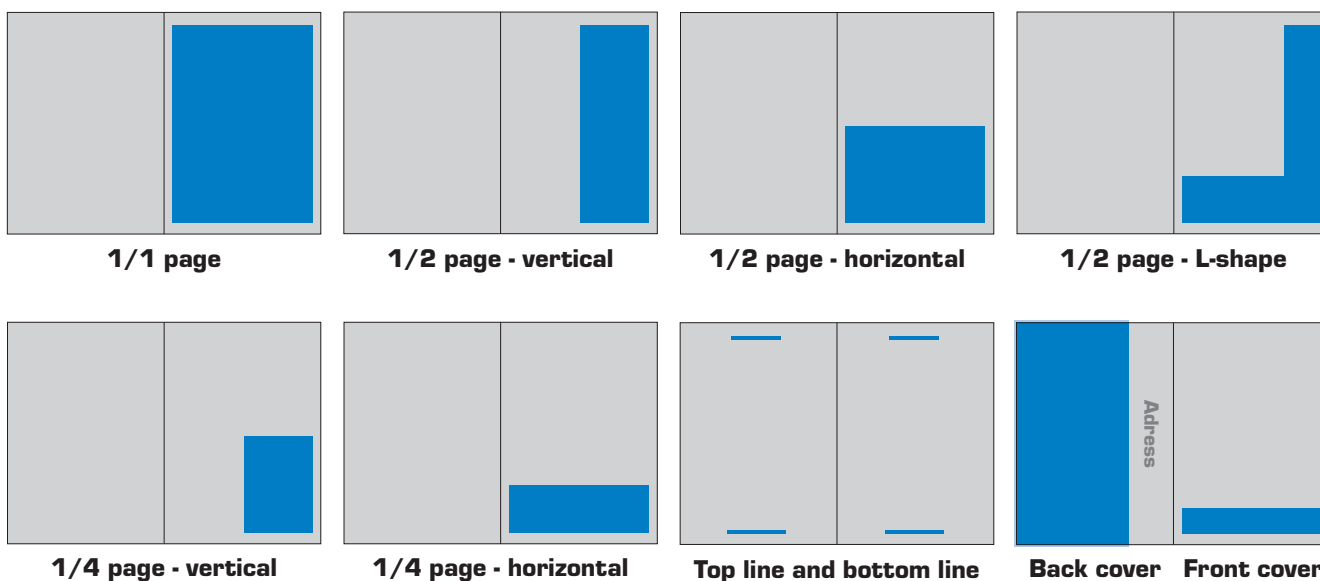 1/1 page
1/2 page - vertical
1/2 page - horizontal
1/2 page - L-shape
Adress
1/4 page - vertical
1/4 page - horizontal
Top line and bottom line
Back cover
Front cover